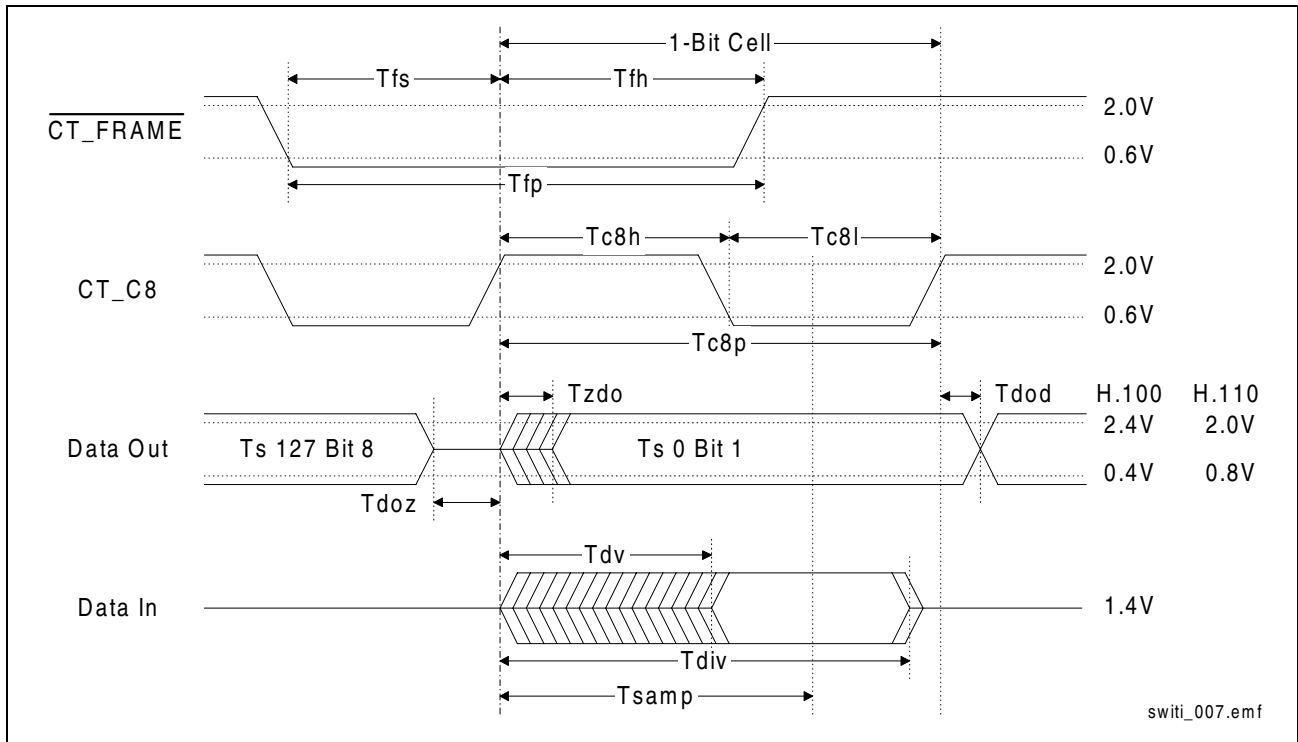 1-Bit Cell
Tfs
Tfh
CT_FRAME
2.0V
0.6V
Tfp
Tc8h
Tc8l
CT_C8
2.0V
0.6V
Tc8p
Tzdo
Tdod
H.100 H.110
Data Out
Ts 127 Bit 8
Ts 0 Bit 1
2.4V 2.0V
0.4V 0.8V
Tdoz
Tdv
Data In
1.4V
Tdiv
Tsamp
switi_007.emf